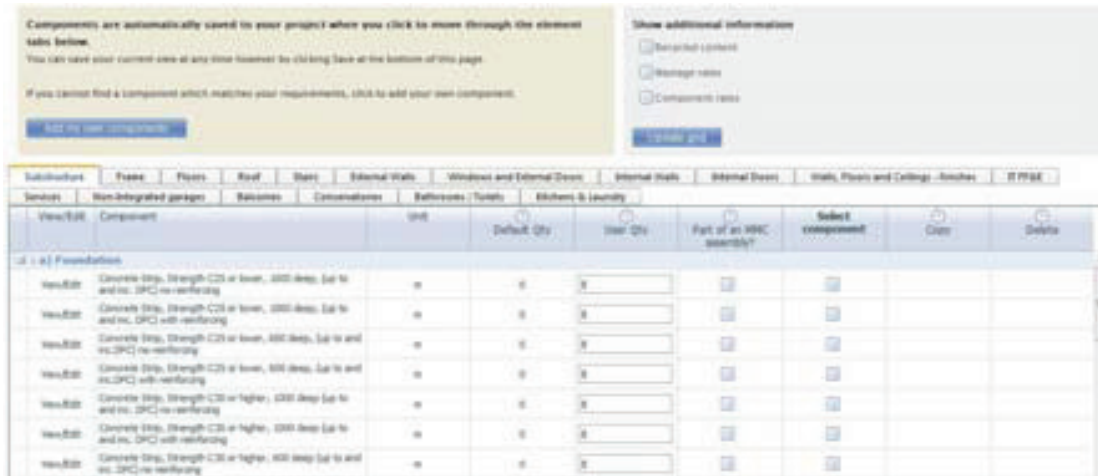 Components are automatically saved to your project when you click to move through the element
tabs below.
You can save your current view at any time however by clicking Save at the bottom of this page.
If you cannot find a component which matches your requirements, click to add your own component.
Add my own components
Show additional information
Recycled content
Wastage rates
Component rates
Update grid
Substructure Frame Floors Roof Stairs External Walls Windows and External Doors Internal Walls Internal Doors Walls, Floors and Ceilings - finishes
Services Non-Integrated garages Balconies Conservatories Bathrooms / Toilets Kitchens & Laundry
View/Edit Component Unit Default Qty User Qty Part of an MMC assembly? Select component Copy Delete
a) Foundation
View/Edit Concrete Strip, Strength C25 or lower, 1000 deep, (up to
and inc. DPC) no reinforcing m 0 0
View/Edit Concrete Strip, Strength C25 or lower, 1000 deep, (up to
and inc. DPC) with reinforcing m 0 0
View/Edit Concrete Strip, Strength C25 or lower, 600 deep, (up to and
inc.DPC) no reinforcing m 0 0
View/Edit Concrete Strip, Strength C25 or lower, 600 deep, (up to and
inc.DPC) with reinforcing m 0 0
View/Edit Concrete Strip, Strength C30 or higher, 1000 deep (up to
and inc. DPC) no reinforcing m 0 0
View/Edit Concrete Strip, Strength C30 or higher, 1000 deep (up to
and inc. DPC) with reinforcing m 0 0
View/Edit Concrete Strip, Strength C30 or higher, 600 deep (up to and
inc. DPC) no reinforcing m 0 0